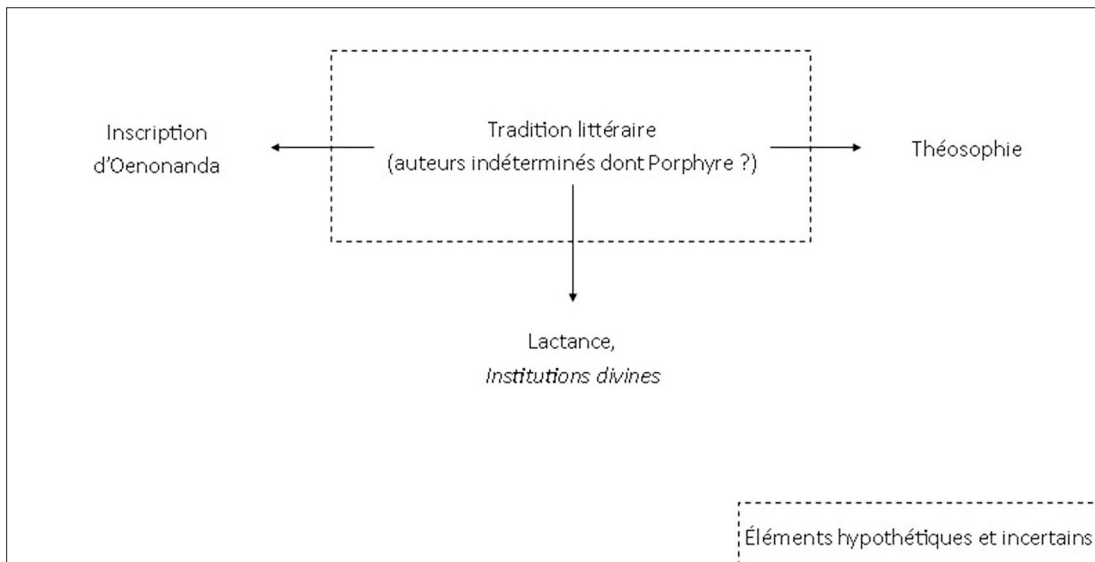 Inscription
d'Oenonanda
Tradition littéraire
(auteurs indéterminés dont Porphyre ?)
Théosophie
Lactance,
Institutions divines
Éléments hypothétiques et incertains